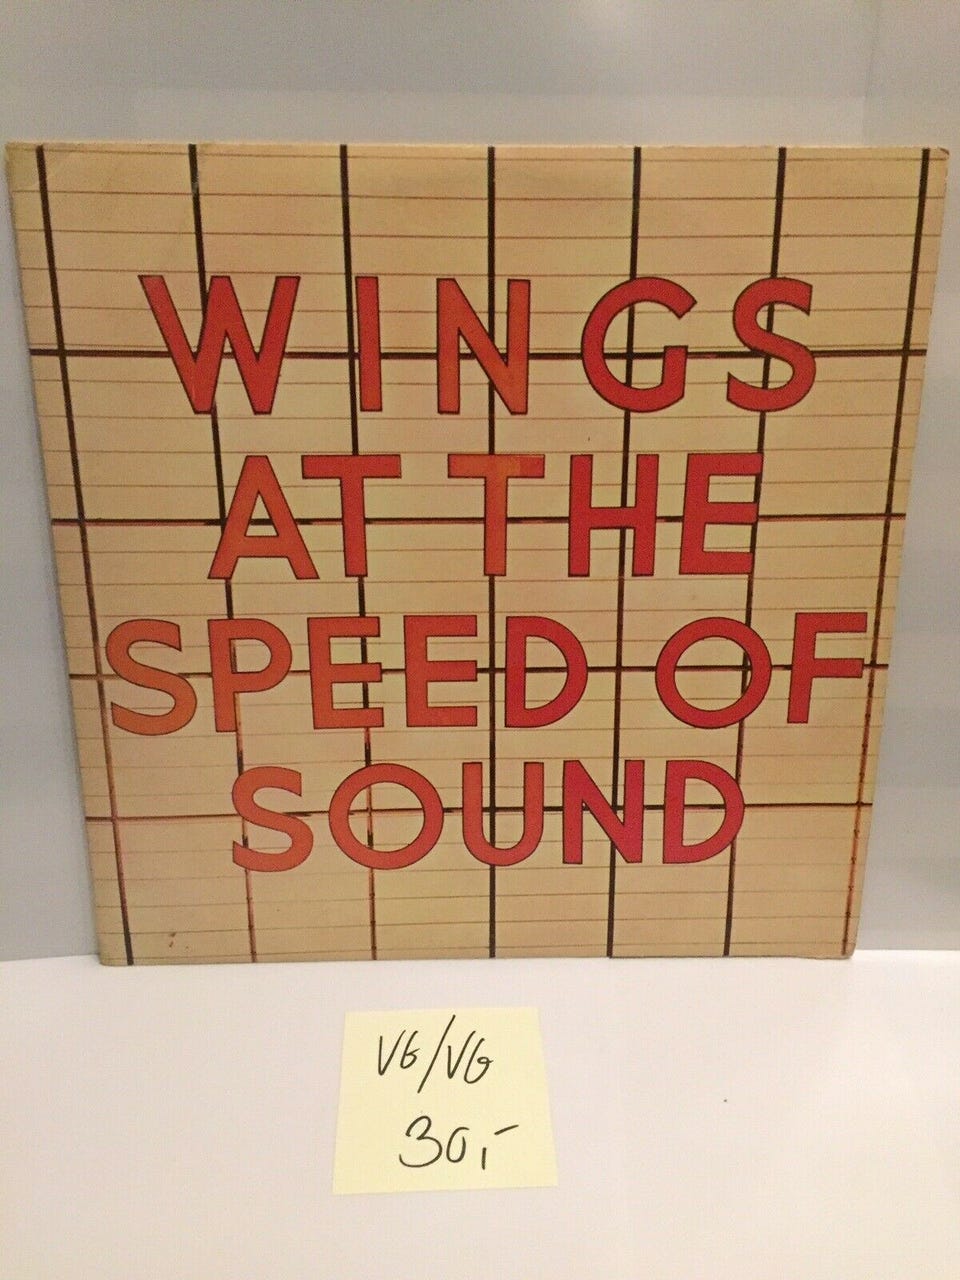 WINGS
AT THE
SPEED OF
SOUND
VG/VG
30,-